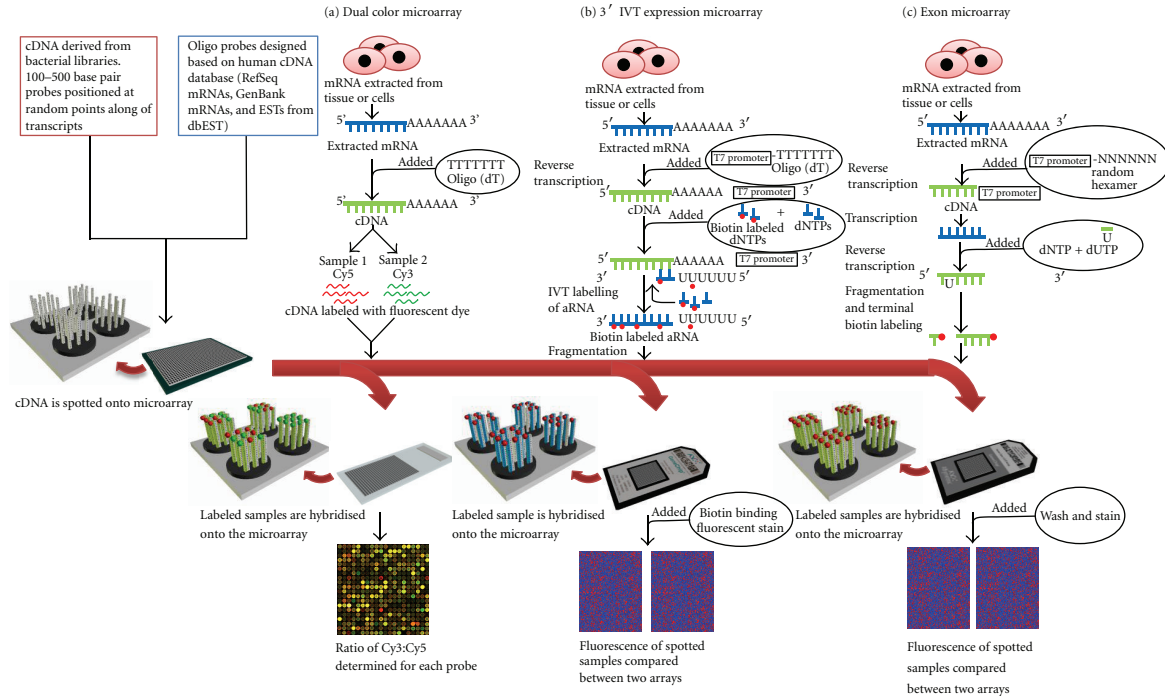 (a) Dual color microarray
(b) 3′ IVT expression microarray
(c) Exon microarray
cDNA derived from
bacterial libraries.
100–500 base pair
probes positioned at
random points along of
transcripts
Oligo probes designed
based on human cDNA
database (RefSeq
mRNAs, GenBank
mRNAs, and ESTs from
dbEST)
cDNA is spotted onto microarray
mRNA extracted from
tissue or cells
5’
AAAAAAA
3’
Extracted mRNA
Added
TTTTTTT
Oligo (dT)
5’
AAAAAA
3’
cDNA
Sample 1
Cy5
Sample 2
Cy3
cDNA labeled with fluorescent dye
Labeled samples are hybridised
onto the microarray
Ratio of Cy3:Cy5
determined for each probe
mRNA extracted from
tissue or cells
5′
AAAAAAA
3′
Extracted mRNA
Reverse
transcription
Added
T7 promoter
-TTTTTTT
Oligo (dT)
5′
AAAAAA
T7 promoter
3′
cDNA
Added
+
Biotin labeled
dNTPs
dNTPs
AAAAAA
T7 promoter
5′
3′
3′
UUUUUU
5′
IVT labelling
of aRNA
3′
UUUUUU
5′
Biotin labeled aRNA
Fragmentation
Labeled sample is hybridised
onto the microarray
Added
Biotin binding
fluorescent stain
Fluorescence of spotted
samples compared
between two arrays
mRNA extracted from
tissue or cells
5′
AAAAAAA
3′
Extracted mRNA
Reverse
transcription
Added
T7 promoter
-NNNNNN
random
hexamer
5′
T7 promoter
3′
cDNA
Transcription
Added
U
dNTP + dUTP
Reverse
transcription
5′
U
3′
Fragmentation
and terminal
biotin labeling
Labeled samples are hybridised
onto the microarray
Added
Wash and stain
Fluorescence of spotted
samples compared
between two arrays